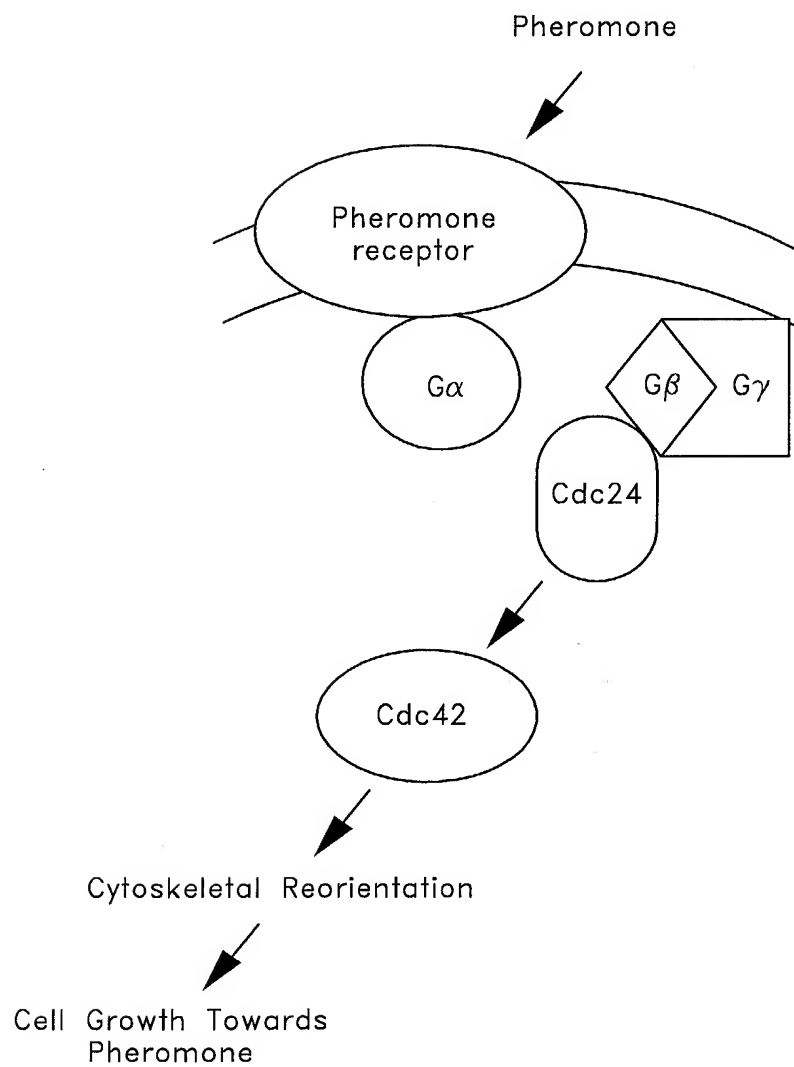 Pheromone
Pheromone
receptor
Gα
Gβ
Gγ
Cdc24
Cdc42
Cytoskeletal Reorientation
Cell Growth Towards
Pheromone